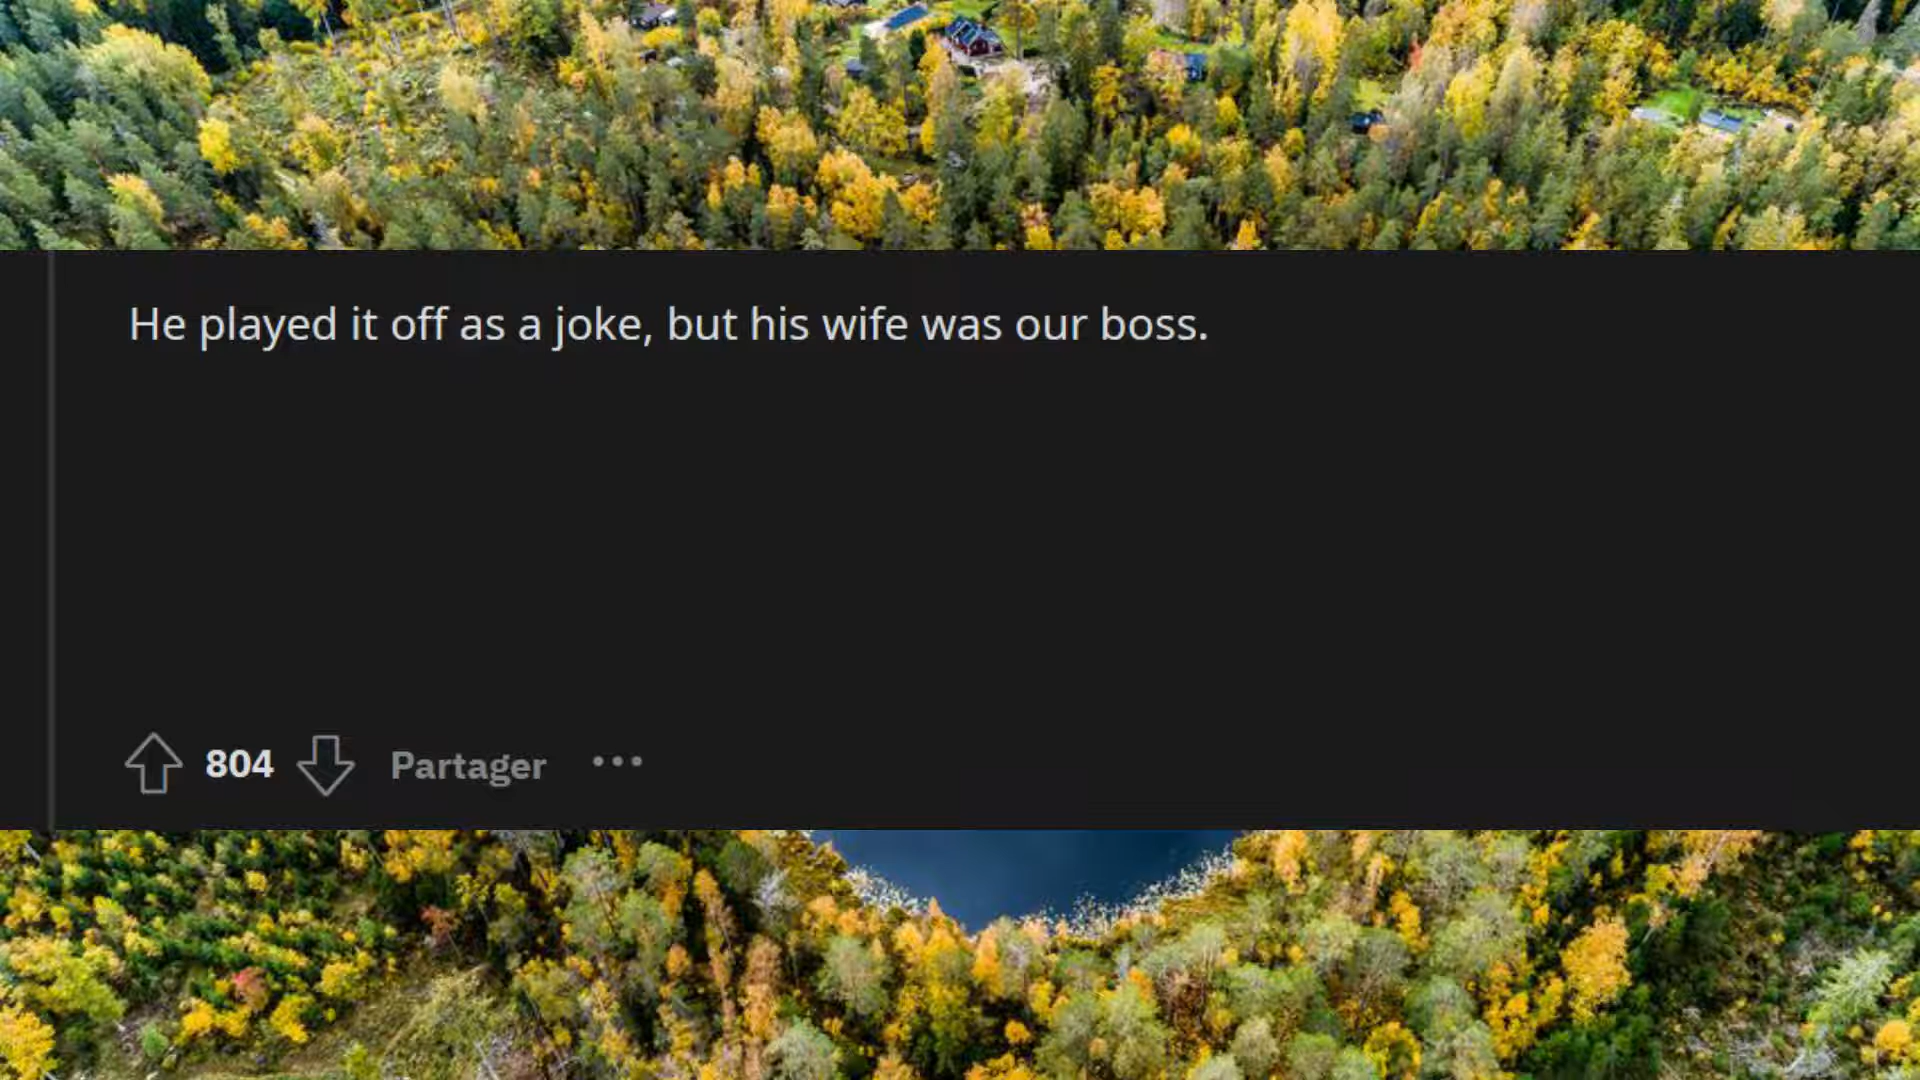 He played it off as a joke, but his wife was our boss.
804 Partager